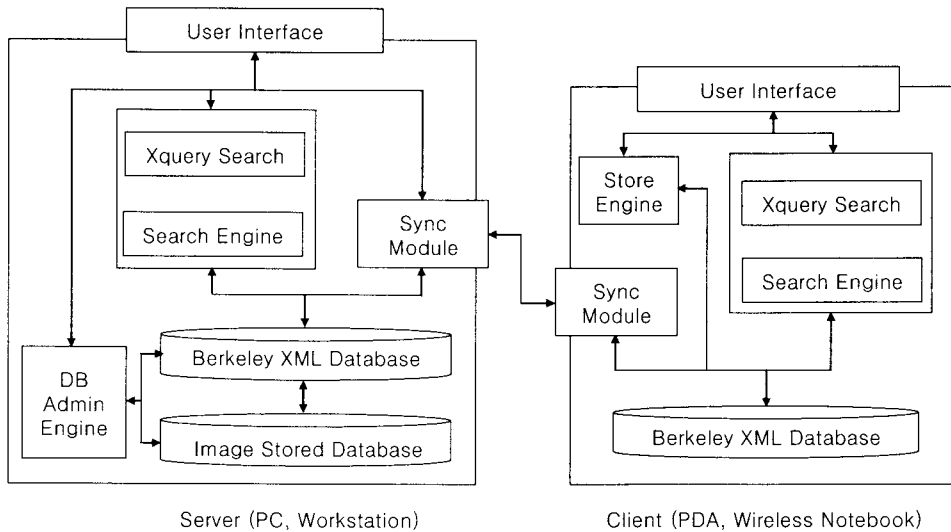 User Interface
Xquery Search
Search Engine
Sync
Module
Berkeley XML Database
DB
Admin
Engine
Image Stored Database
Server (PC, Workstation)
User Interface
Store
Engine
Xquery Search
Search Engine
Sync
Module
Berkeley XML Database
Client (PDA, Wireless Notebook)